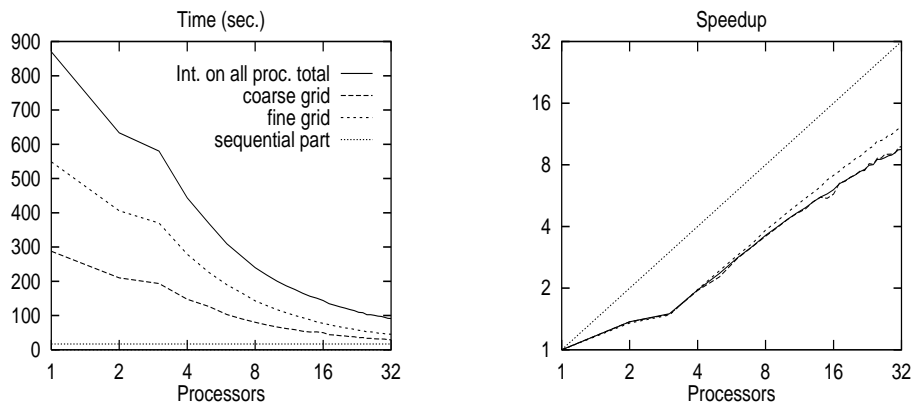 Time (sec.)
900
800
700
600
500
400
300
200
100
0
Int. on all proc. total
coarse grid
fine grid
sequential part
1 2 4 8 16 32
Processors
Speedup
32
16
8
4
2
1
1 2 4 8 16 32
Processors